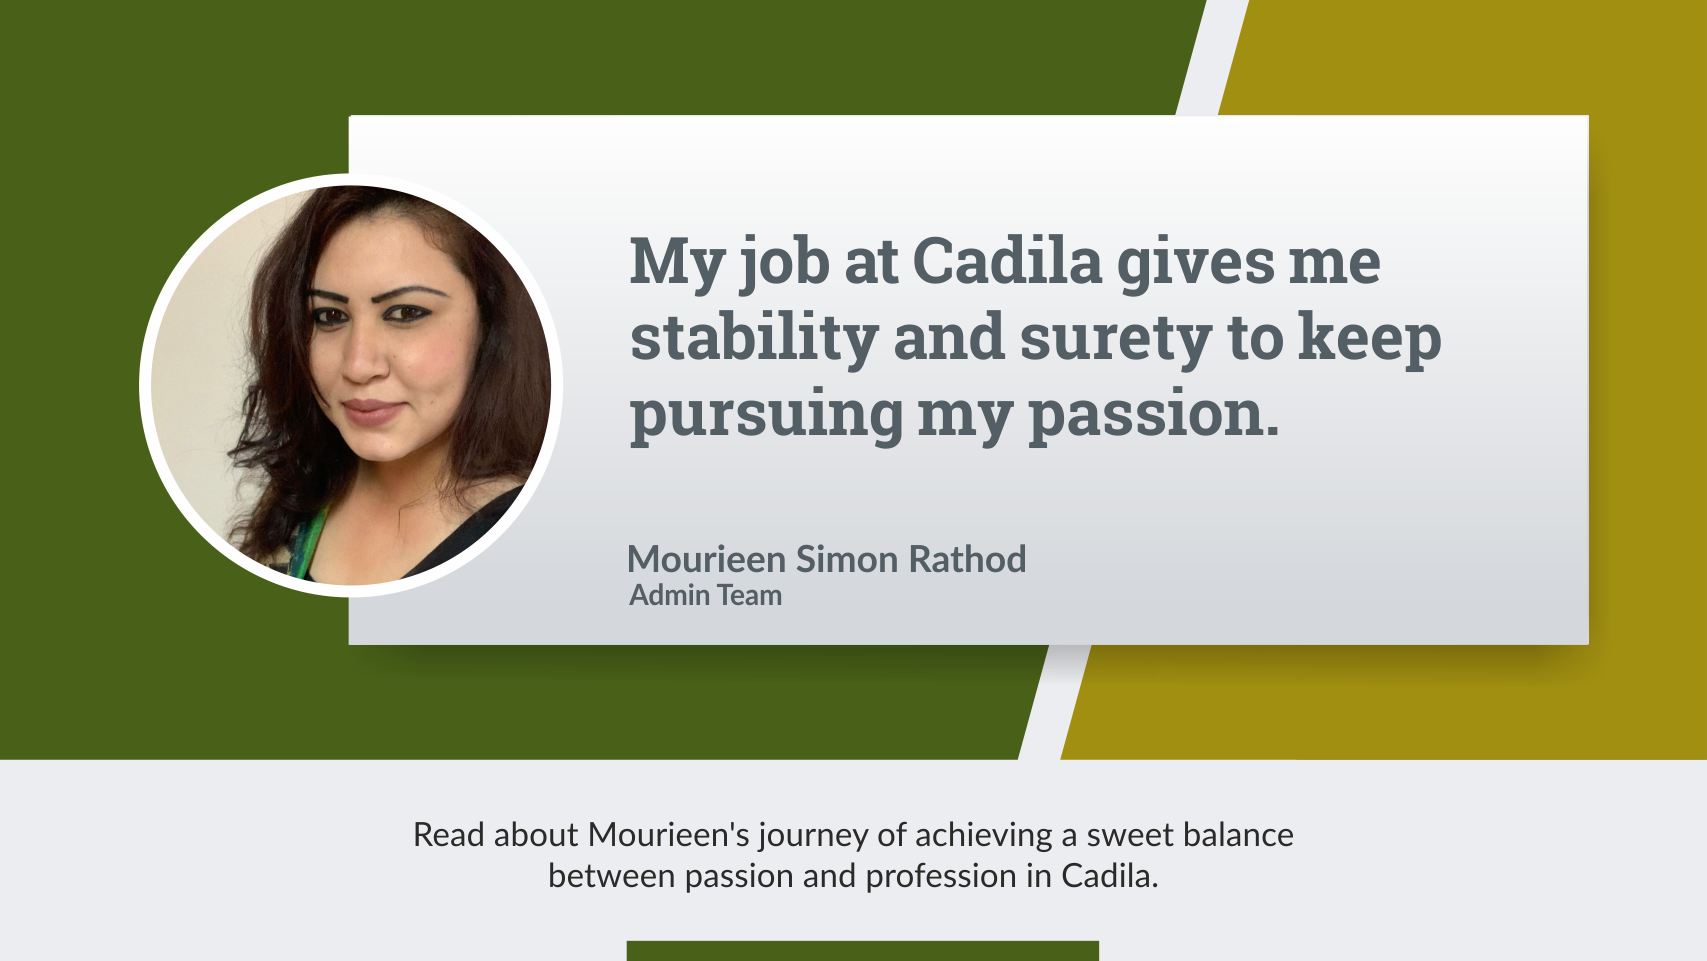 My job at Cadila gives me
stability and surety to keep
pursuing my passion.
Mourieen Simon Rathod
Admin Team
Read about Mourieen's journey of achieving a sweet balance
between passion and profession in Cadila.